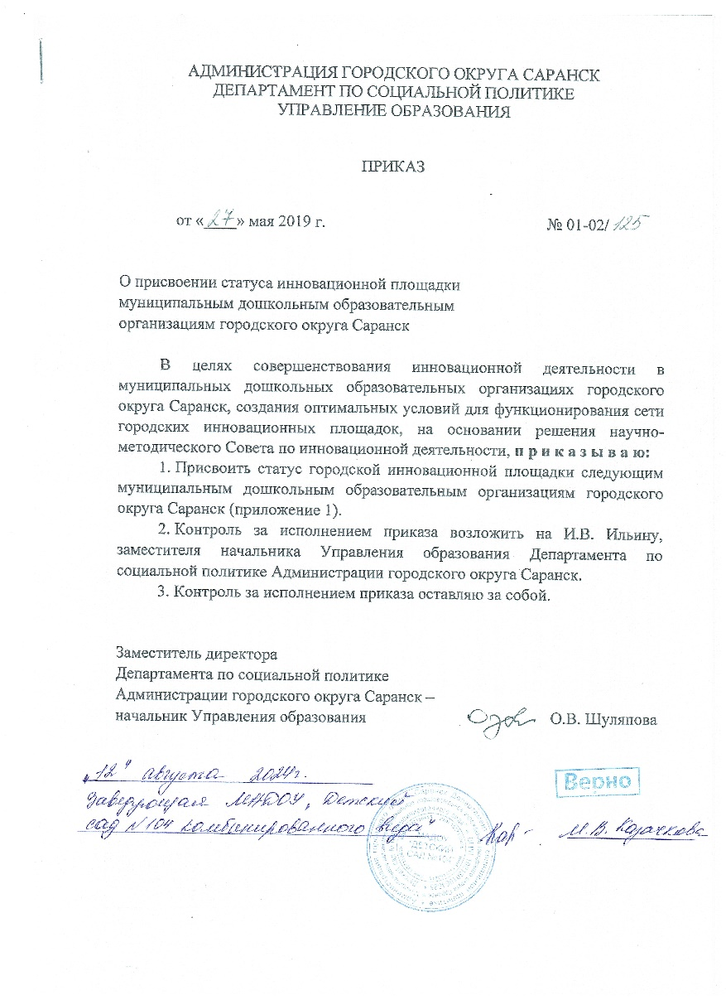 АДМИНИСТРАЦИЯ ГОРОДСКОГО ОКРУГА САРАНСК
ДЕПАРТАМЕНТ ПО СОЦИАЛЬНОЙ ПОЛИТИКЕ
УПРАВЛЕНИЕ ОБРАЗОВАНИЯ
ПРИКАЗ
от «27» мая 2019 г. № 01-02/125
О присвоении статуса инновационной площадки
муниципальным дошкольным образовательным
организациям городского округа Саранск
В целях совершенствования инновационной деятельности в
муниципальных дошкольных образовательных организациях городского
округа Саранск, создания оптимальных условий для функционирования сети
городских инновационных площадок, на основании решения научно-
методического Совета по инновационной деятельности, п р и к а з ы в а ю:
1. Присвоить статус городской инновационной площадки следующим
муниципальным дошкольным образовательным организациям городского
округа Саранск (приложение 1).
2. Контроль за исполнением приказа возложить на И.В. Ильину,
заместителя начальника Управления образования Департамента по
социальной политике Администрации городского округа Саранск.
3. Контроль за исполнением приказа оставляю за собой.
Заместитель директора
Департамента по социальной политике
Администрации городского округа Саранск –
начальник Управления образования О.В. Шуляпова
„12" августа 2024г.
Верно
Заведующая МАДОУ „Детский
сад №104 комбинированного вида" М.В. Казачкова
"ДЕТСКИЙ
САД № 104"